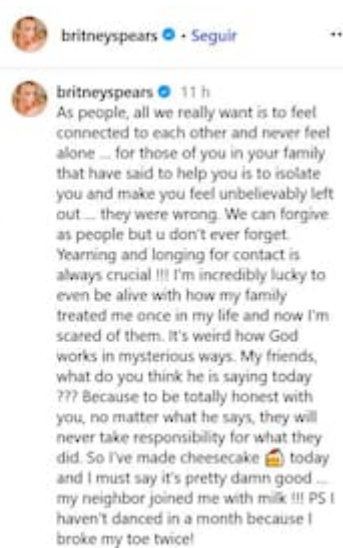 britneyspears • Seguir
britneyspears 11 h
As people, all we really want is to feel
connected to each other and never feel
alone ... for those of you in your family
that have said to help you is to isolate
you and make you feel unbelievably left
out ... they were wrong. We can forgive
as people but u don't ever forget.
Yearning and longing for contact is
always crucial !!! I'm incredibly lucky to
even be alive with how my family
treated me once in my life and now I'm
scared of them. It's weird how God
works in mysterious ways. My friends,
what do you think he is saying today
??? Because to be totally honest with
you, no matter what he says, they will
never take responsibility for what they
did. So I've made cheesecake 🍰 today
and I must say it's pretty damn good ...
my neighbor joined me with milk !!! PS I
haven't danced in a month because I
broke my toe twice!